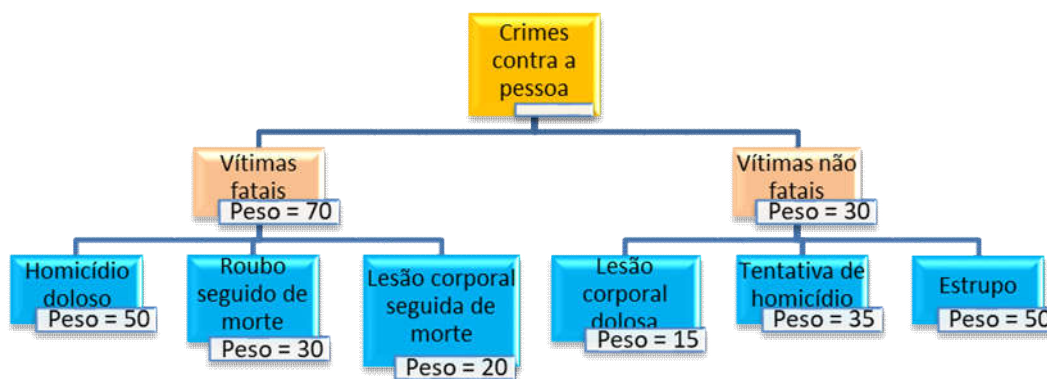 Crimes
contra a
pessoa
Vítimas
fatais
Peso = 70
Vítimas não
fatais
Peso = 30
Homicídio
doloso
Peso = 50
Roubo
seguido de
morte
Peso = 30
Lesão corporal
seguida de
morte
Peso = 20
Lesão
corporal
dolosa
Peso = 15
Tentativa de
homicídio
Peso = 35
Estrupo
Peso = 50